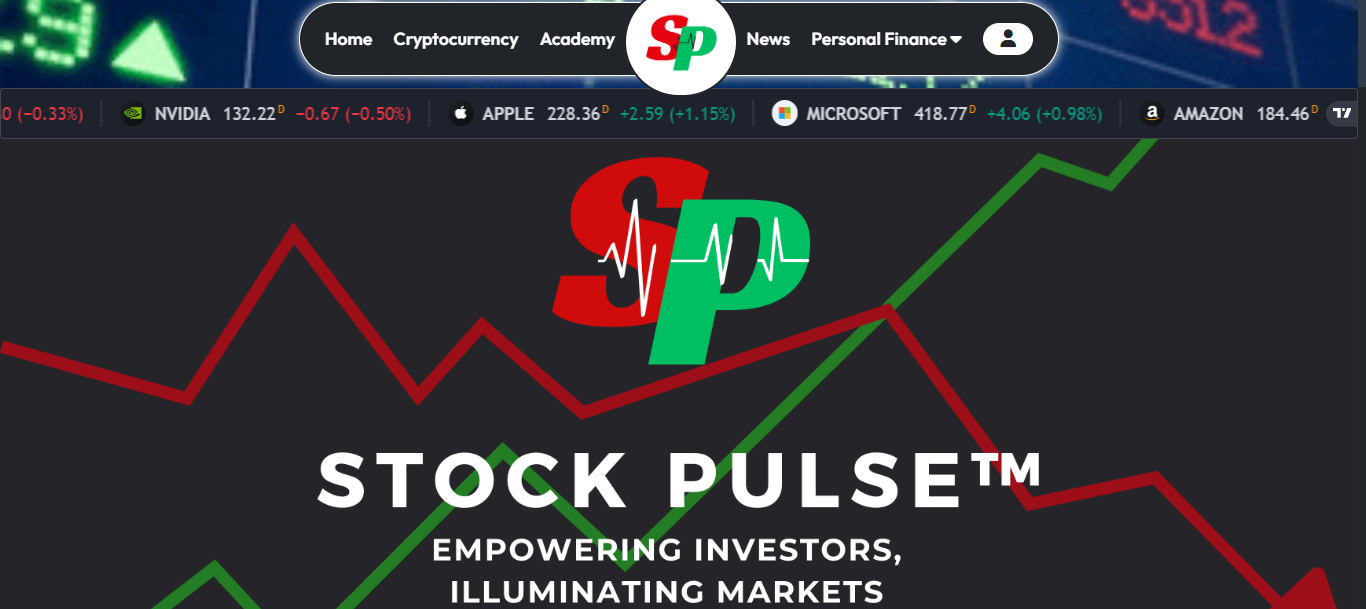 Home Cryptocurrency Academy SP News Personal Finance
0 (−0.33%) NVIDIA 132.22 D −0.67 (−0.50%) APPLE 228.36 D +2.59 (+1.15%) MICROSOFT 418.77 D +4.06 (+0.98%) a AMAZON 184.46 D
SP
STOCK PULSE™
EMPOWERING INVESTORS,
ILLUMINATING MARKETS